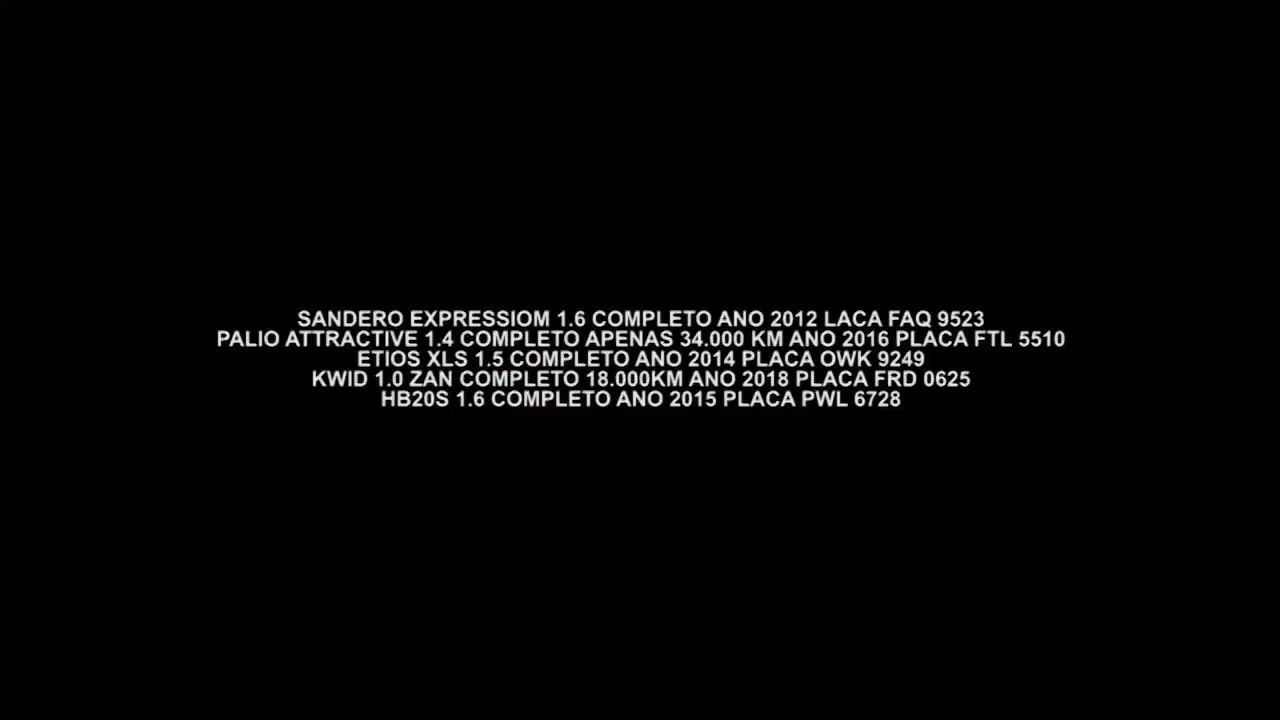 SANDERO EXPRESSIOM 1.6 COMPLETO ANO 2012 LACA FAQ 9523
PALIO ATTRACTIVE 1.4 COMPLETO APENAS 34.000 KM ANO 2016 PLACA FTL 5510
ETIOS XLS 1.5 COMPLETO ANO 2014 PLACA OWK 9249
KWID 1.0 ZAN COMPLETO 18.000KM ANO 2018 PLACA FRD 0625
HB20S 1.6 COMPLETO ANO 2015 PLACA PWL 6728